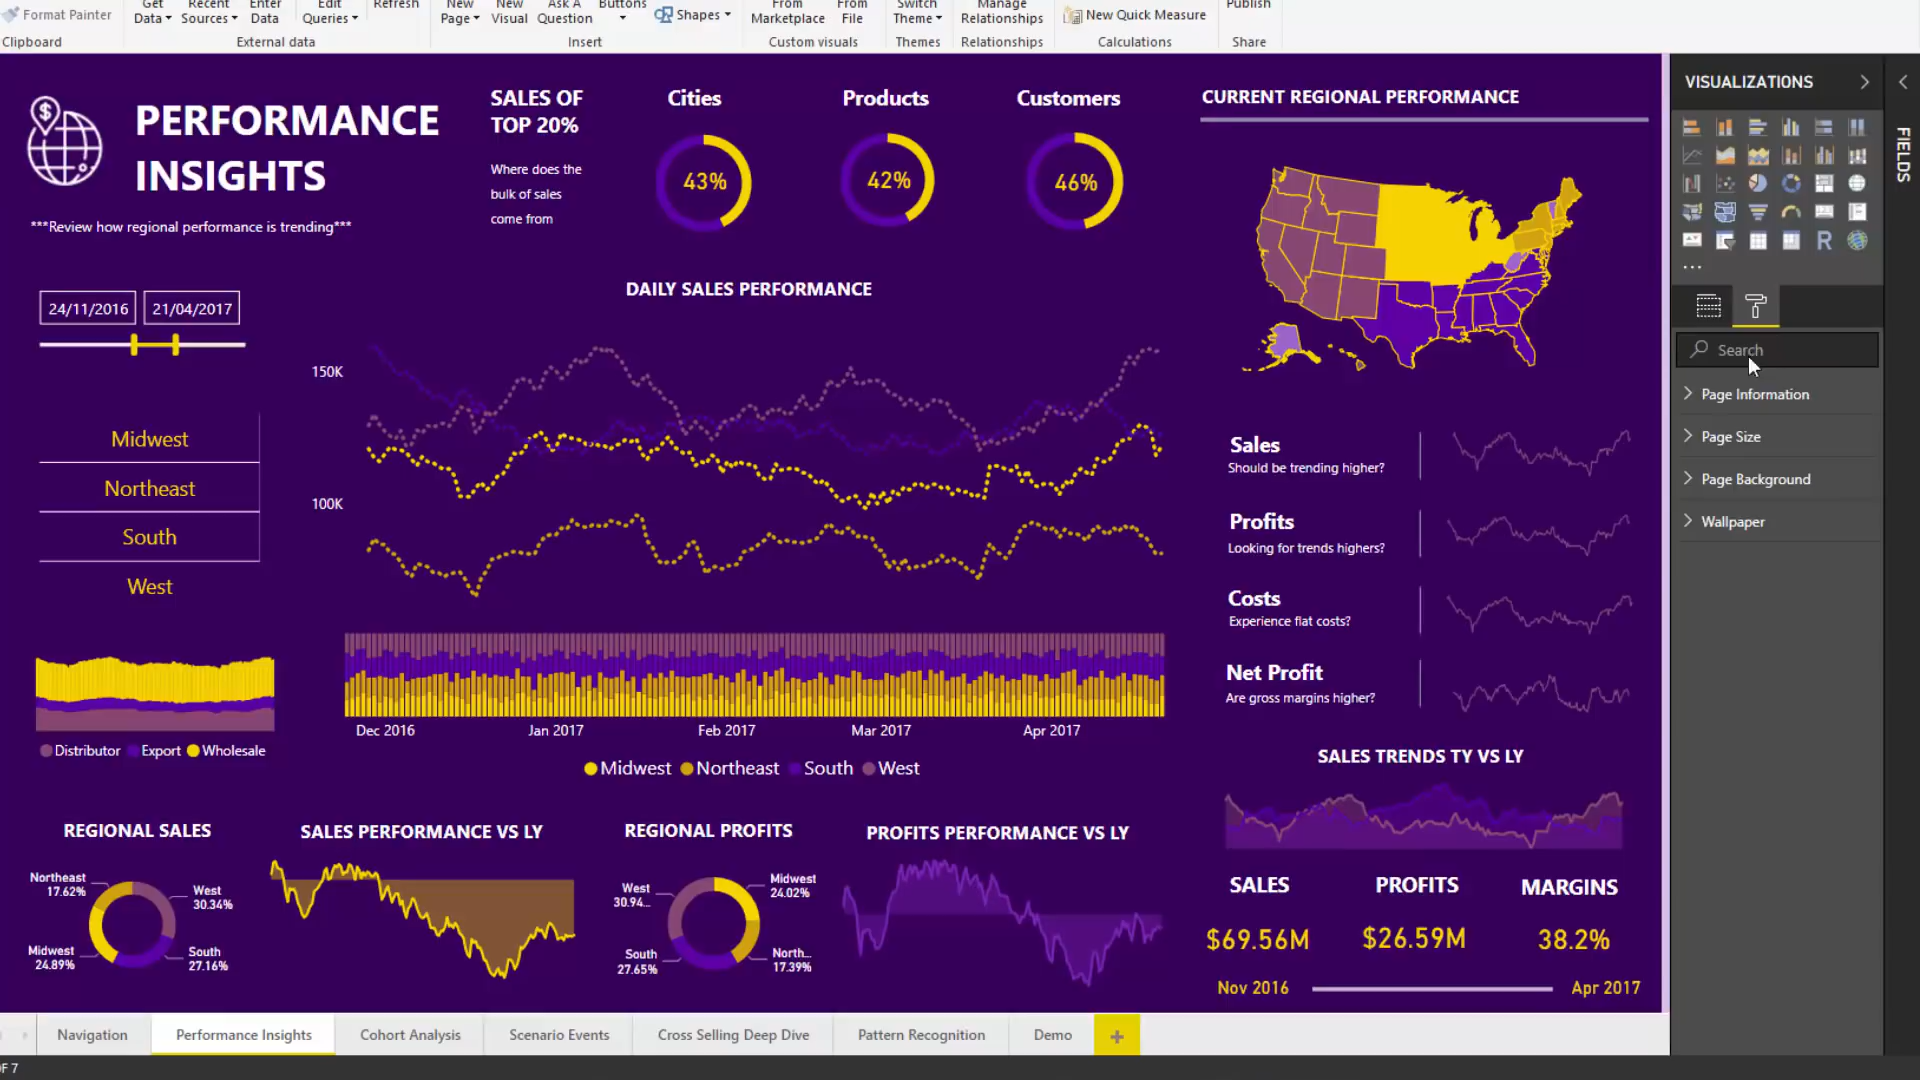 Format Painter
Clipboard
Get Data
Recent Sources
Enter Data
Edit Queries
Refresh
External data
New Page
New Visual
Ask A Question
Buttons
Shapes
Insert
From Marketplace
From File
Custom visuals
Switch Theme
Themes
Manage Relationships
Relationships
New Quick Measure
Calculations
Publish
Share
PERFORMANCE
INSIGHTS
***Review how regional performance is trending***
24/11/2016
21/04/2017
Midwest
Northeast
South
West
Distributor Export Wholesale
SALES OF
TOP 20%
Where does the
bulk of sales
come from
Cities
43%
Products
42%
Customers
46%
DAILY SALES PERFORMANCE
150K
100K
Dec 2016 Jan 2017 Feb 2017 Mar 2017 Apr 2017
Midwest Northeast South West
CURRENT REGIONAL PERFORMANCE
Sales
Should be trending higher?
Profits
Looking for trends highers?
Costs
Experience flat costs?
Net Profit
Are gross margins higher?
SALES TRENDS TY VS LY
SALES
PROFITS
MARGINS
$69.56M
$26.59M
38.2%
Nov 2016
Apr 2017
REGIONAL SALES
Northeast
17.62%
West
30.34%
Midwest
24.89%
South
27.16%
SALES PERFORMANCE VS LY
REGIONAL PROFITS
West
30.94...
Midwest
24.02%
South
27.65%
North...
17.39%
PROFITS PERFORMANCE VS LY
VISUALIZATIONS
R
Search
Page Information
Page Size
Page Background
Wallpaper
FIELDS
Navigation
Performance Insights
Cohort Analysis
Scenario Events
Cross Selling Deep Dive
Pattern Recognition
Demo
OF 7